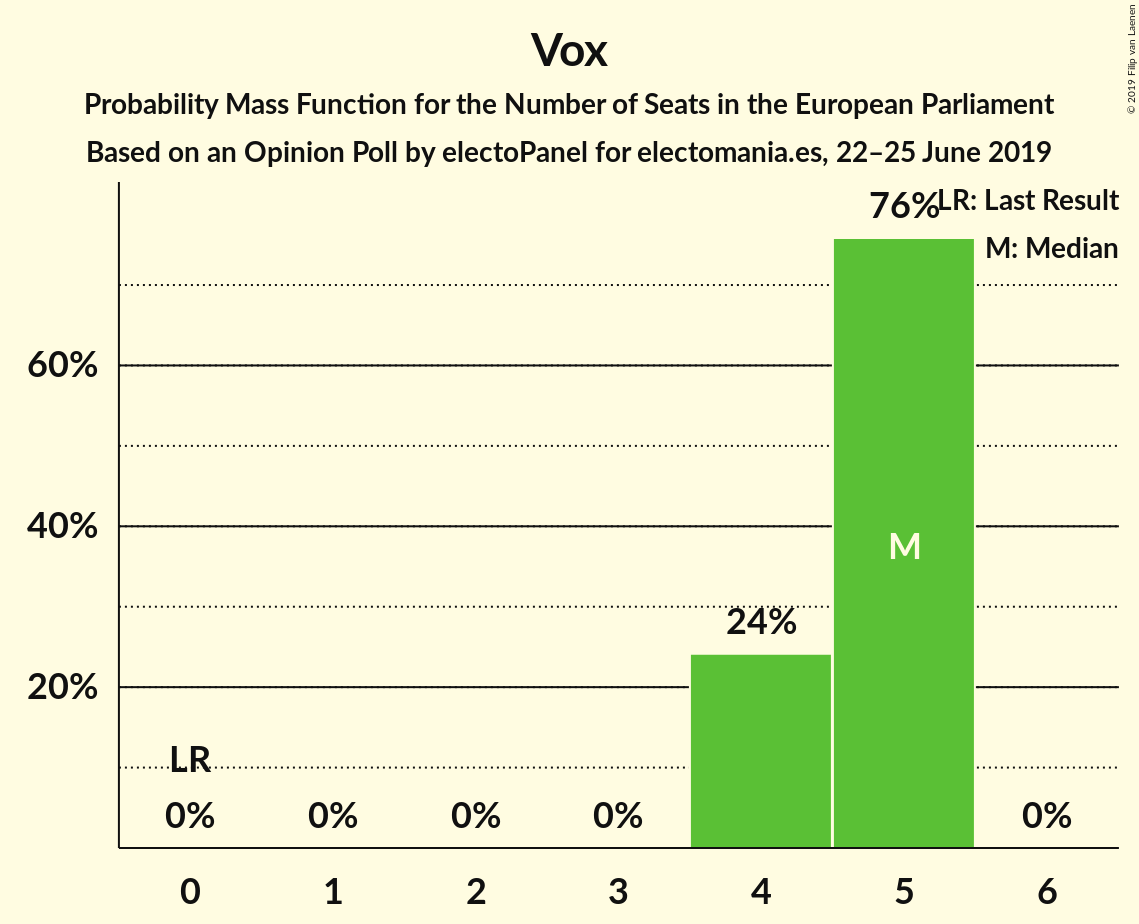 Vox
Probability Mass Function for the Number of Seats in the European Parliament
Based on an Opinion Poll by electoPanel for electomania.es, 22–25 June 2019
© 2019 Filip van Laenen
LR: Last Result
M: Median
76%
60%
40%
20%
M
24%
LR
0%
0%
0%
0%
0%
0
1
2
3
4
5
6